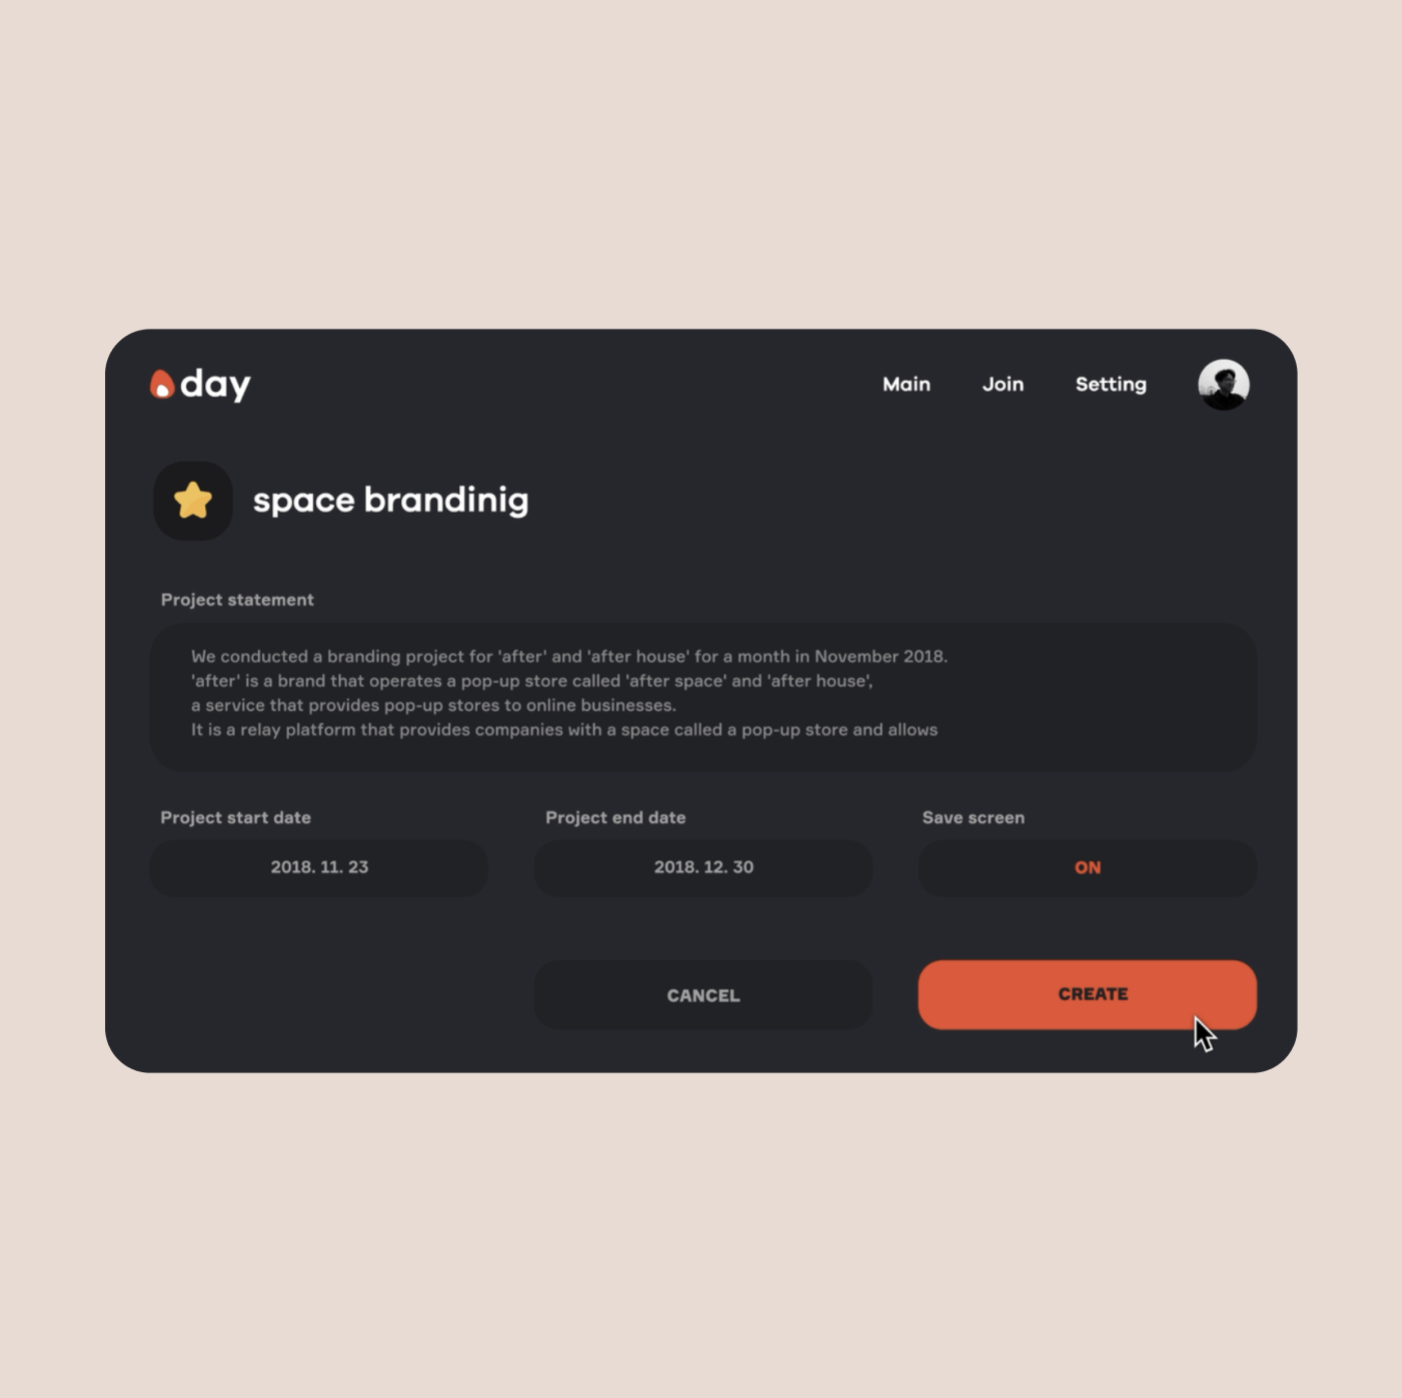 day
Main Join Setting
space brandinig
Project statement
We conducted a branding project for 'after' and 'after house' for a month in November 2018.
'after' is a brand that operates a pop-up store called 'after space' and 'after house',
a service that provides pop-up stores to online businesses.
It is a relay platform that provides companies with a space called a pop-up store and allows
Project start date Project end date Save screen
2018. 11. 23 2018. 12. 30 ON
CANCEL CREATE